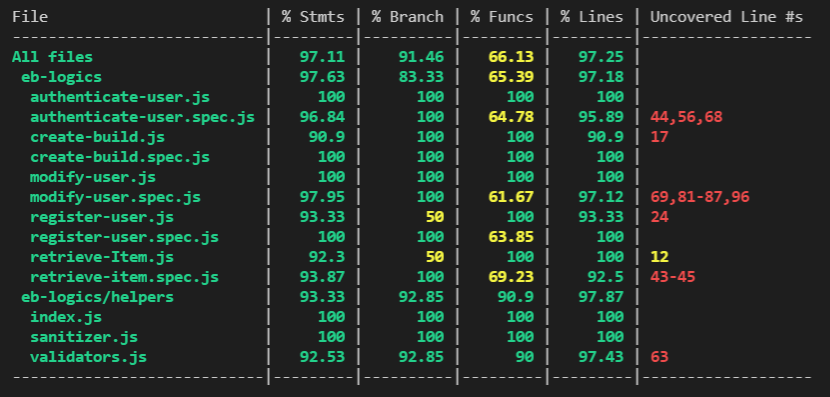 File | % Stmts | % Branch | % Funcs | % Lines | Uncovered Line #s
----------------------------|---------|----------|---------|---------|-------------------
All files | 97.11 | 91.46 | 66.13 | 97.25 |
eb-logics | 97.63 | 83.33 | 65.39 | 97.18 |
authenticate-user.js | 100 | 100 | 100 | 100 |
authenticate-user.spec.js | 96.84 | 100 | 64.78 | 95.89 | 44,56,68
create-build.js | 90.9 | 100 | 100 | 90.9 | 17
create-build.spec.js | 100 | 100 | 100 | 100 |
modify-user.js | 100 | 100 | 100 | 100 |
modify-user.spec.js | 97.95 | 100 | 61.67 | 97.12 | 69,81-87,96
register-user.js | 93.33 | 50 | 100 | 93.33 | 24
register-user.spec.js | 100 | 100 | 63.85 | 100 |
retrieve-Item.js | 92.3 | 50 | 100 | 100 | 12
retrieve-item.spec.js | 93.87 | 100 | 69.23 | 92.5 | 43-45
eb-logics/helpers | 93.33 | 92.85 | 90.9 | 97.87 |
index.js | 100 | 100 | 100 | 100 |
sanitizer.js | 100 | 100 | 100 | 100 |
validators.js | 92.53 | 92.85 | 90 | 97.43 | 63
----------------------------|---------|----------|---------|---------|-------------------